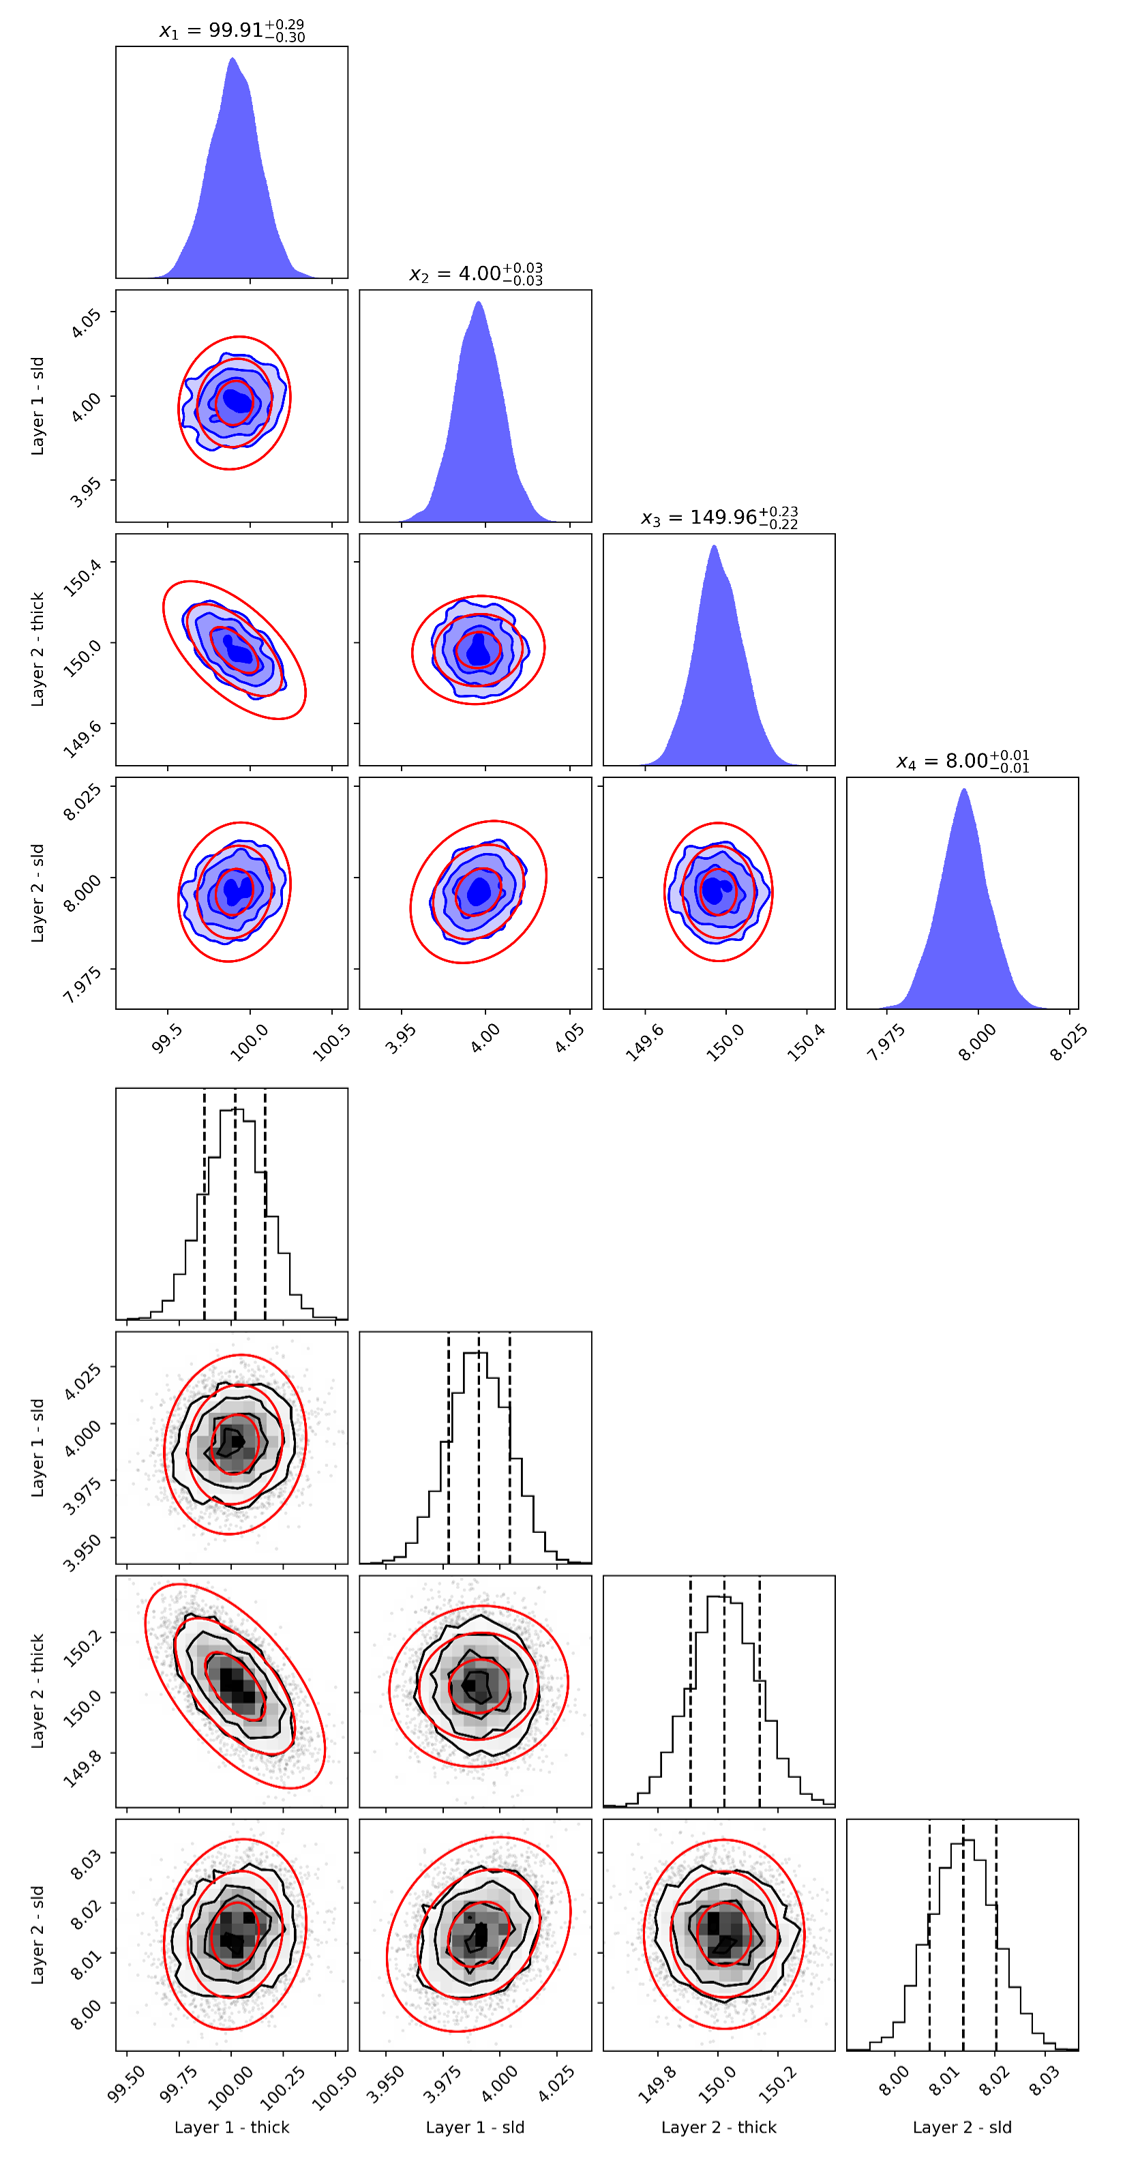 x₁ = 99.91+0.29−0.30
x₂ = 4.00+0.03−0.03
4.05
4.00
3.95
Layer 1 - sld
x₃ = 149.96+0.23−0.22
150.4
150.0
149.6
Layer 2 - thick
x₄ = 8.00+0.01−0.01
8.025
8.000
7.975
Layer 2 - sld
99.5 100.0 100.5 3.95 4.00 4.05 149.6 150.0 150.4 7.975 8.000 8.025
4.025
4.000
3.975
3.950
Layer 1 - sld
150.2
150.0
149.8
Layer 2 - thick
8.03
8.02
8.01
8.00
Layer 2 - sld
99.50 99.75 100.00 100.25 100.50 3.950 3.975 4.000 4.025 149.8 150.0 150.2 8.00 8.01 8.02 8.03
Layer 1 - thick Layer 1 - sld Layer 2 - thick Layer 2 - sld